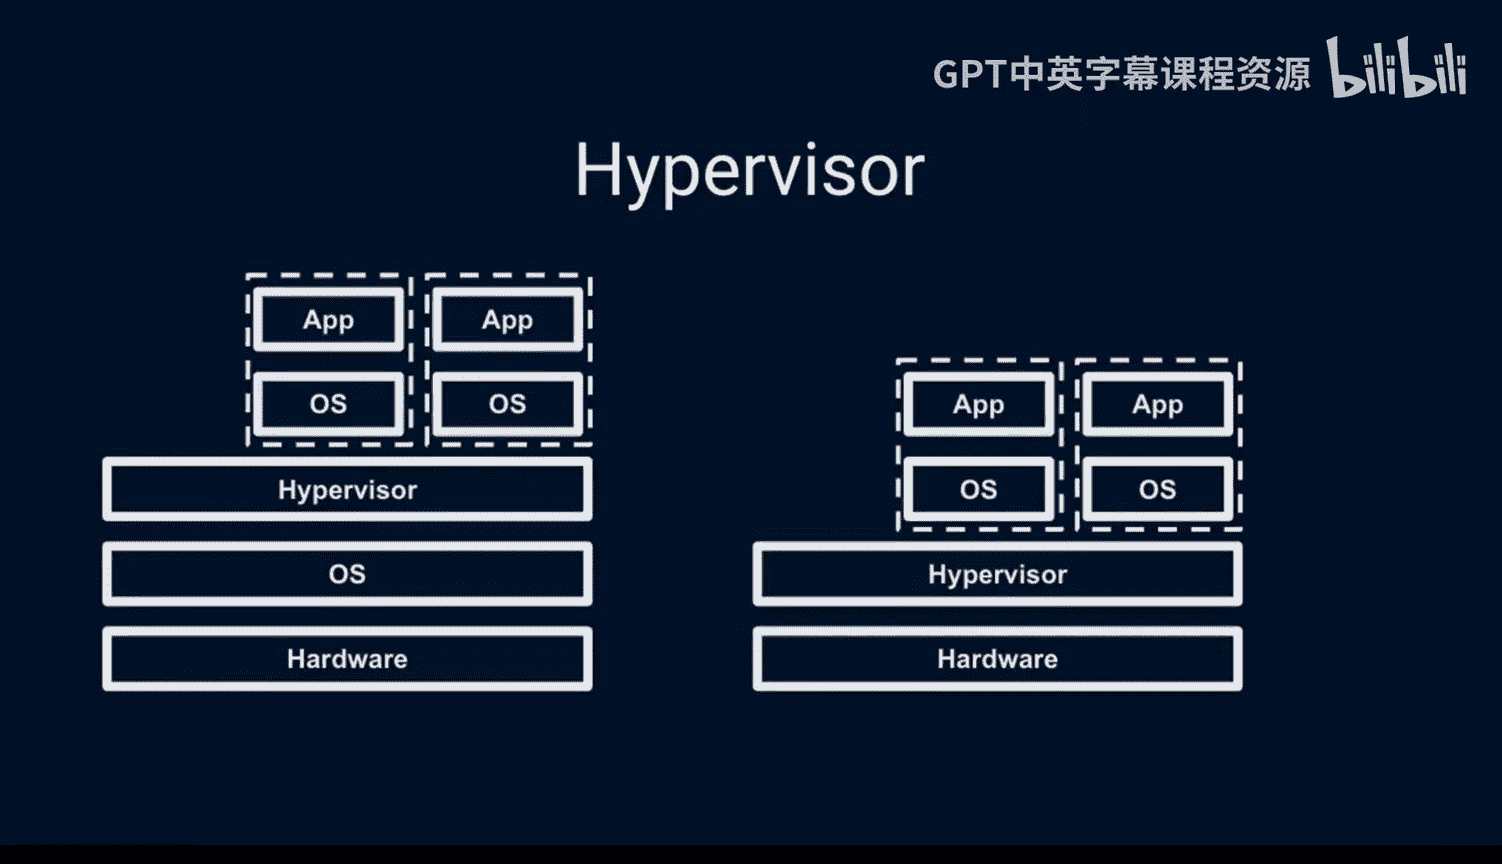 GPT中英字幕课程资源 bilibili
Hypervisor
App App
OS OS
Hypervisor
OS
Hardware
App App
OS OS
Hypervisor
Hardware